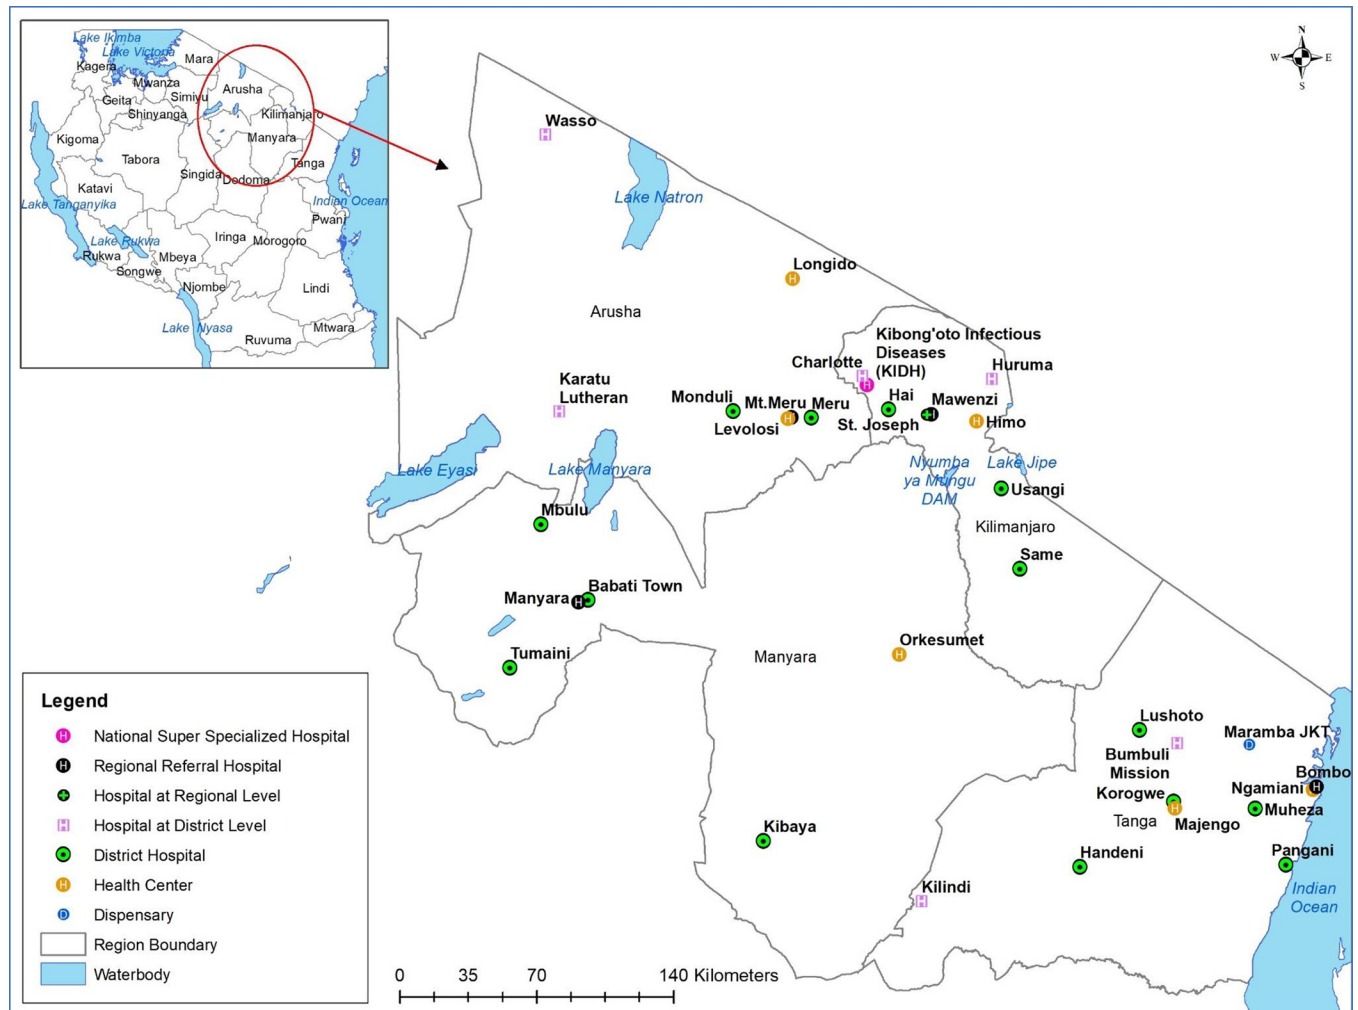 Lake Ikimba
Lake Victoria
Mara
Kagera
Mwanza
Arusha
Geita
Simiyu
Shinyanga
Kilimanjaro
Kigoma
Manyara
Tabora
Tanga
Singida
Dodoma
Katavi
Lake Tanganyika
Indian Ocean
Pwani
Lake Rukwa
Iringa
Morogoro
Rukwa
Mbeya
Songwe
Njombe
Lindi
Lake Nyasa
Mtwara
Ruvuma
N
W
E
S
Wasso
H
Lake Natron
Longido
H
Arusha
Kibong'oto Infectious
Diseases
(KIDH)
Charlotte
H
H
Huruma
H
Karatu
Lutheran
H
Monduli
Mt.Meru
Meru
Levolosi
H
Hai
Mawenzi
H
St. Joseph
H
Himo
Lake Eyasi
Lake Manyara
Nyumba
ya Mungu
DAM
Lake Jipe
Usangi
Mbulu
Kilimanjaro
Same
Manyara
H
Babati Town
Orkesumet
H
Tumaini
Manyara
Lushoto
Maramba JKT
D
Bumbuli
Mission
H
Bombo
H
Korogwe
Ngamiani
Muheza
Tanga
H
Majengo
Kibaya
Handeni
Pangani
Kilindi
H
Indian
Ocean
Legend
H National Super Specialized Hospital
H Regional Referral Hospital
Hospital at Regional Level
H Hospital at District Level
District Hospital
H Health Center
D Dispensary
Region Boundary
Waterbody
0 35 70 140 Kilometers